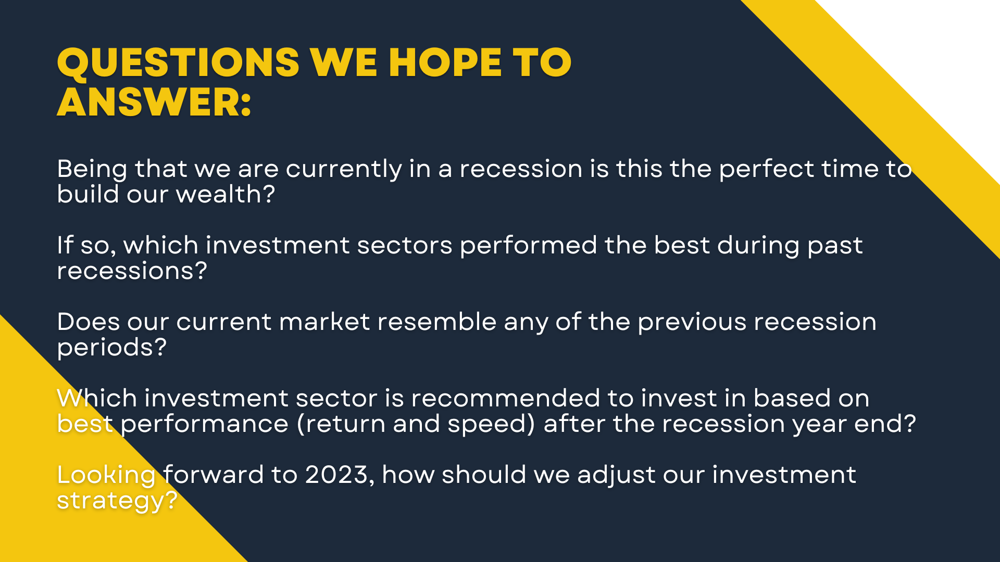 QUESTIONS WE HOPE TO
ANSWER:
Being that we are currently in a recession is this the perfect time to
build our wealth?
If so, which investment sectors performed the best during past
recessions?
Does our current market resemble any of the previous recession
periods?
Which investment sector is recommended to invest in based on
best performance (return and speed) after the recession year end?
Looking forward to 2023, how should we adjust our investment
strategy?